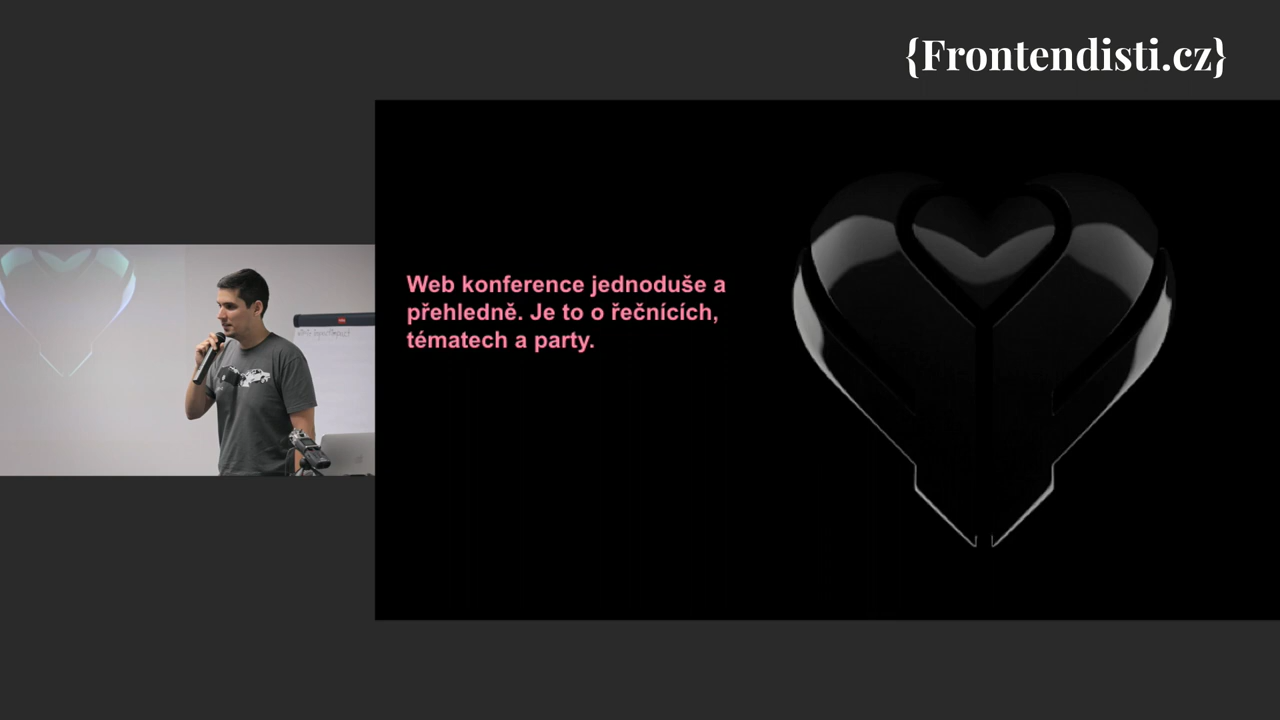 {Frontendisti.cz}
Web konference jednoduše a
přehledně. Je to o řečnících,
tématech a party.